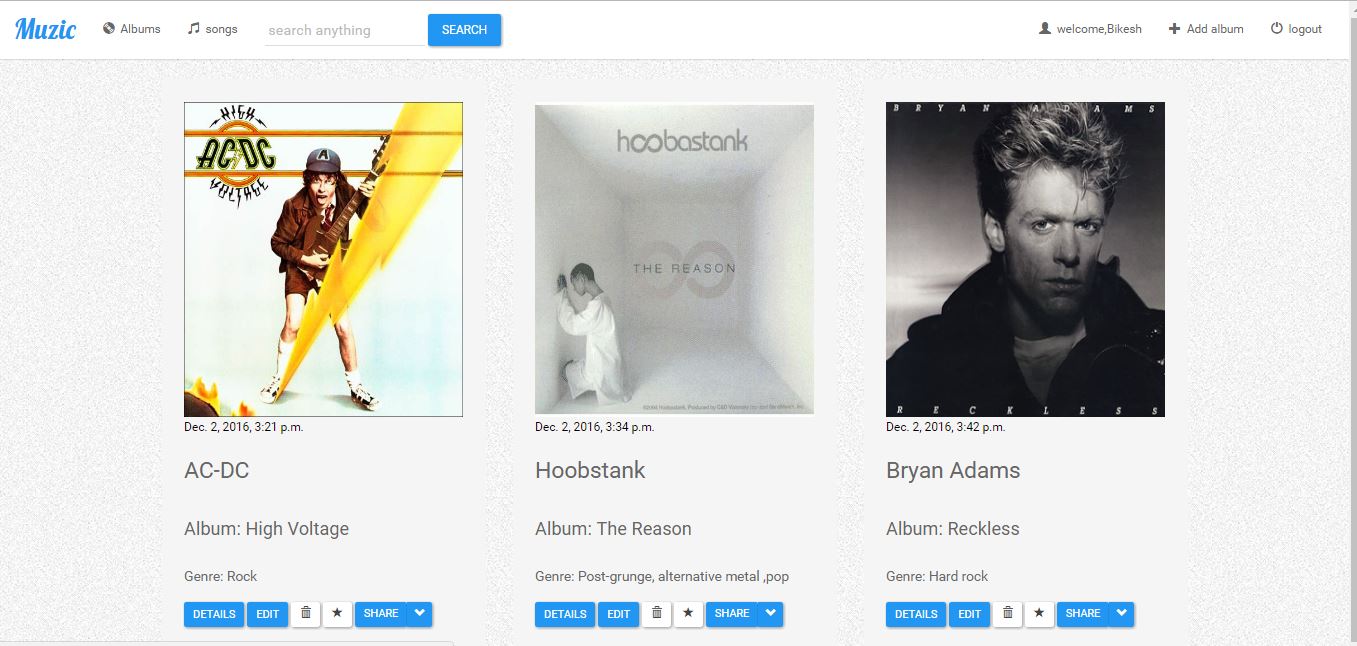 Muzic Albums songs search anything SEARCH welcome,Bikesh Add album logout
HIGH
AC DC
VOLTAGE
Dec. 2, 2016, 3:21 p.m.
AC-DC
Album: High Voltage
Genre: Rock
DETAILS EDIT SHARE
hoobastank
THE REASON
Dec. 2, 2016, 3:34 p.m.
Hoobstank
Album: The Reason
Genre: Post-grunge, alternative metal ,pop
DETAILS EDIT SHARE
BRYAN ADAMS
RECKLESS
Dec. 2, 2016, 3:42 p.m.
Bryan Adams
Album: Reckless
Genre: Hard rock
DETAILS EDIT SHARE